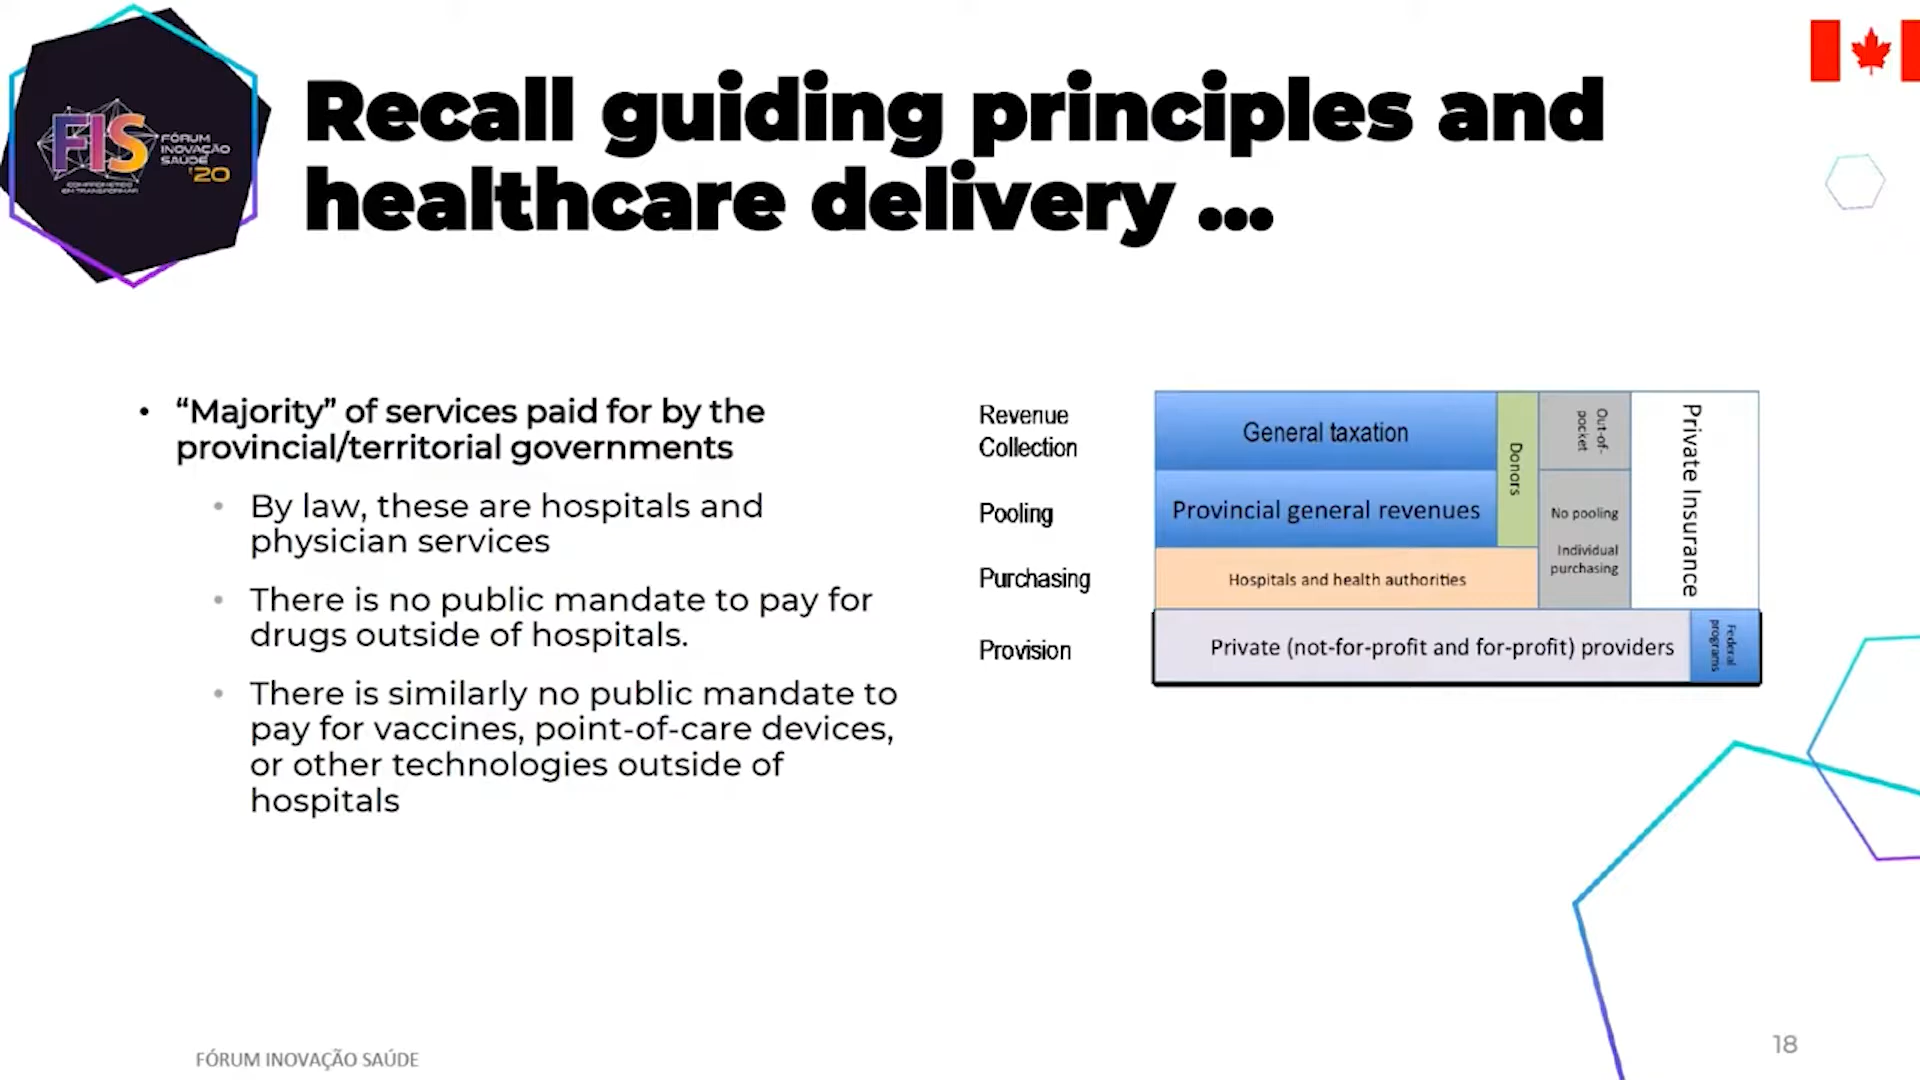 FIS
FÓRUM
INOVAÇÃO
SAÚDE
'20
COMPROMETIDO
EM TRANSFORMAR
Recall guiding principles and
healthcare delivery ...
• “Majority” of services paid for by the
provincial/territorial governments
• By law, these are hospitals and
physician services
• There is no public mandate to pay for
drugs outside of hospitals.
• There is similarly no public mandate to
pay for vaccines, point-of-care devices,
or other technologies outside of
hospitals
Revenue
Collection
Pooling
Purchasing
Provision
General taxation
Provincial general revenues
Donors
Out-of-
pocket
No pooling
Individual
purchasing
Private Insurance
Hospitals and health authorities
Private (not-for-profit and for-profit) providers
Federal
programs
FÓRUM INOVAÇÃO SAÚDE
18